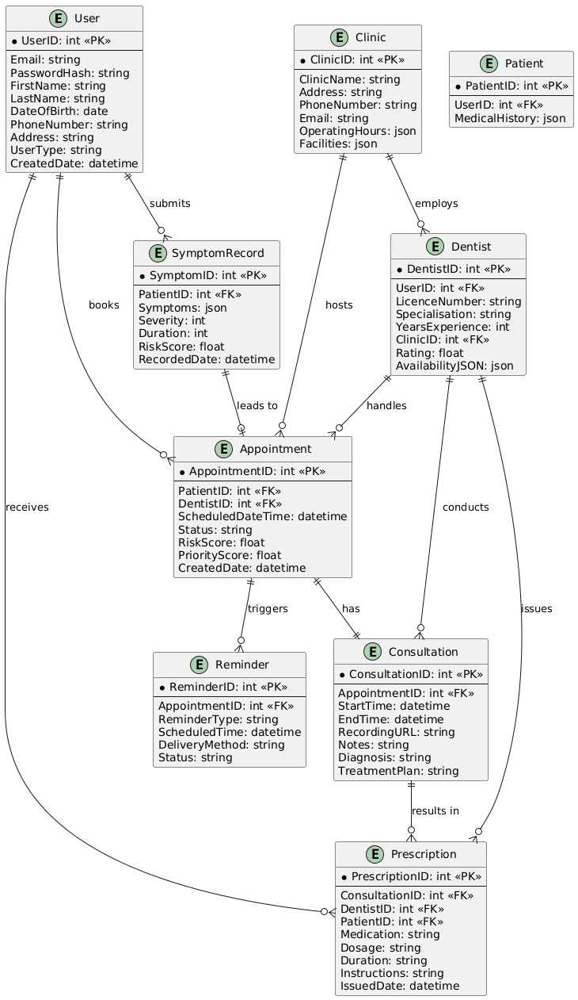 E User
* UserID: int «PK»
Email: string
PasswordHash: string
FirstName: string
LastName: string
DateOfBirth: date
PhoneNumber: string
Address: string
UserType: string
CreatedDate: datetime
E Clinic
* ClinicID: int «PK»
ClinicName: string
Address: string
PhoneNumber: string
Email: string
OperatingHours: json
Facilities: json
E Patient
* PatientID: int «PK»
UserID: int «FK»
MedicalHistory: json
submits
employs
E SymptomRecord
* SymptomID: int «PK»
PatientID: int «FK»
Symptoms: json
Severity: int
Duration: int
RiskScore: float
RecordedDate: datetime
E Dentist
* DentistID: int «PK»
UserID: int «FK»
LicenceNumber: string
Specialisation: string
YearsExperience: int
ClinicID: int «FK»
Rating: float
AvailabilityJSON: json
books
hosts
leads to
handles
E Appointment
* AppointmentID: int «PK»
PatientID: int «FK»
DentistID: int «FK»
ScheduledDateTime: datetime
Status: string
RiskScore: float
PriorityScore: float
CreatedDate: datetime
receives
conducts
triggers
has
issues
E Reminder
* ReminderID: int «PK»
AppointmentID: int «FK»
ReminderType: string
ScheduledTime: datetime
DeliveryMethod: string
Status: string
E Consultation
* ConsultationID: int «PK»
AppointmentID: int «FK»
StartTime: datetime
EndTime: datetime
RecordingURL: string
Notes: string
Diagnosis: string
TreatmentPlan: string
results in
E Prescription
* PrescriptionID: int «PK»
ConsultationID: int «FK»
DentistID: int «FK»
PatientID: int «FK»
Medication: string
Dosage: string
Duration: string
Instructions: string
IssuedDate: datetime